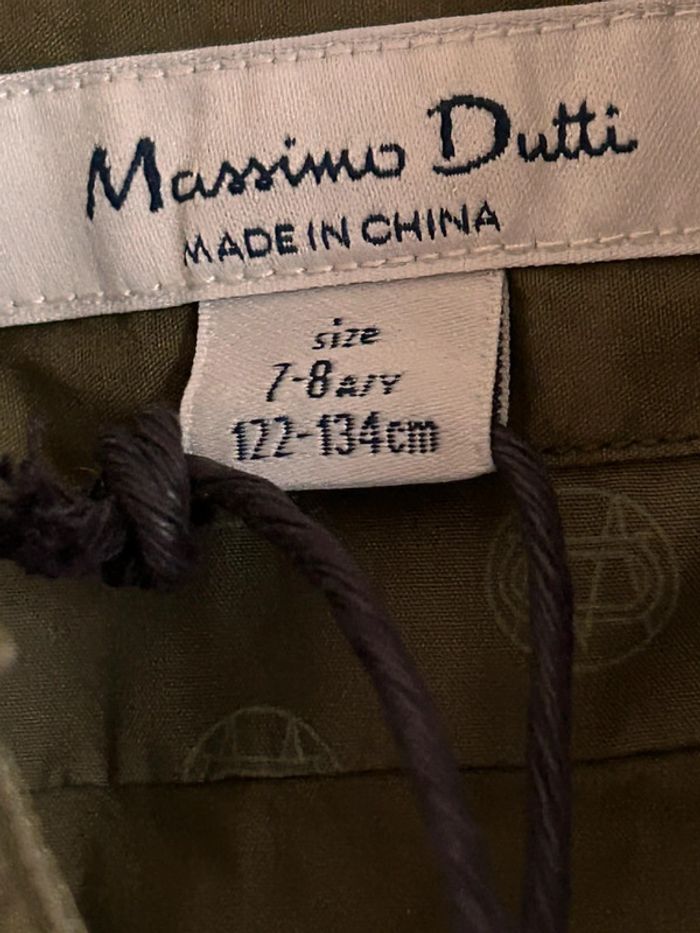 Massimo Dutti
MADE IN CHINA
size
7-8 A/Y
122-134cm